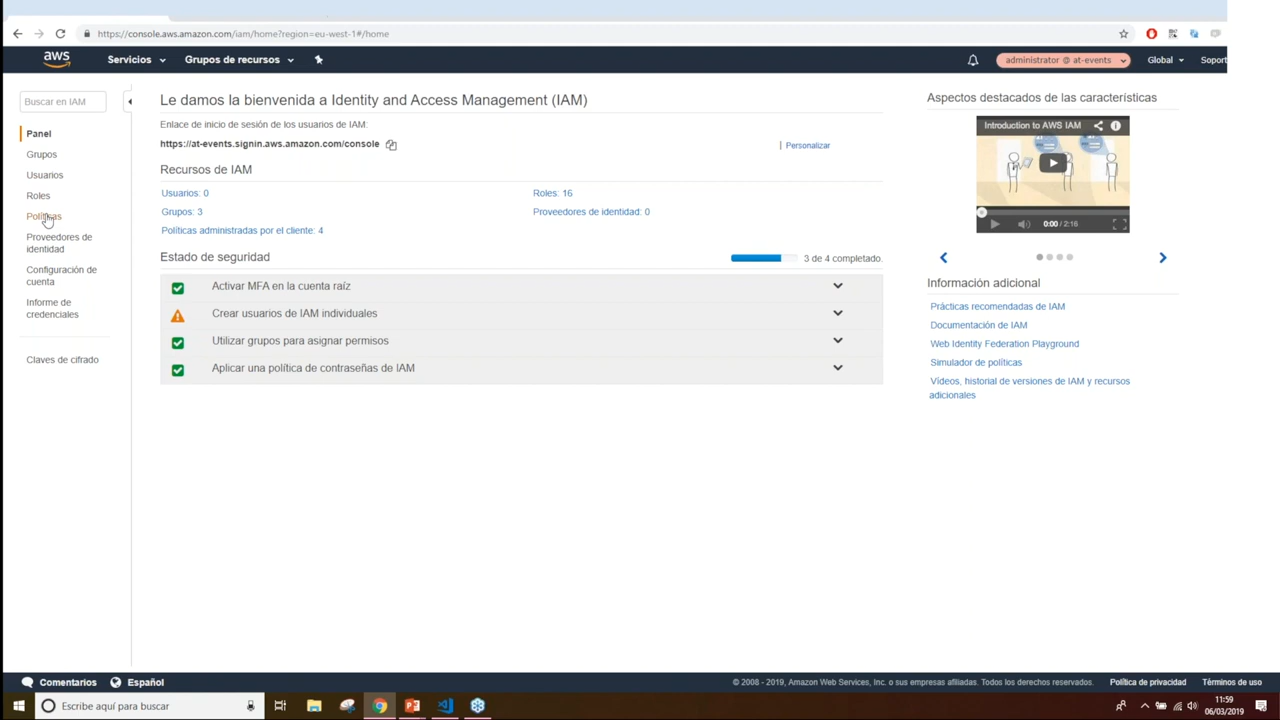 https://console.aws.amazon.com/iam/home?region=eu-west-1#/home
aws
Servicios
Grupos de recursos
administrator @ at-events
Global
Soport
Buscar en IAM
Panel
Grupos
Usuarios
Roles
Políticas
Proveedores de
identidad
Configuración de
cuenta
Informe de
credenciales
Claves de cifrado
Le damos la bienvenida a Identity and Access Management (IAM)
Enlace de inicio de sesión de los usuarios de IAM:
https://at-events.signin.aws.amazon.com/console
Personalizar
Recursos de IAM
Usuarios: 0
Roles: 16
Grupos: 3
Proveedores de identidad: 0
Políticas administradas por el cliente: 4
Estado de seguridad
3 de 4 completado.
Activar MFA en la cuenta raíz
Crear usuarios de IAM individuales
Utilizar grupos para asignar permisos
Aplicar una política de contraseñas de IAM
Aspectos destacados de las características
Introduction to AWS IAM
0:00 / 2:16
Información adicional
Prácticas recomendadas de IAM
Documentación de IAM
Web Identity Federation Playground
Simulador de políticas
Vídeos, historial de versiones de IAM y recursos
adicionales
Comentarios
Español
© 2008 - 2019, Amazon Web Services, Inc. o sus empresas afiliadas. Todos los derechos reservados.
Política de privacidad
Términos de uso
Escribe aquí para buscar
11:59
06/03/2019